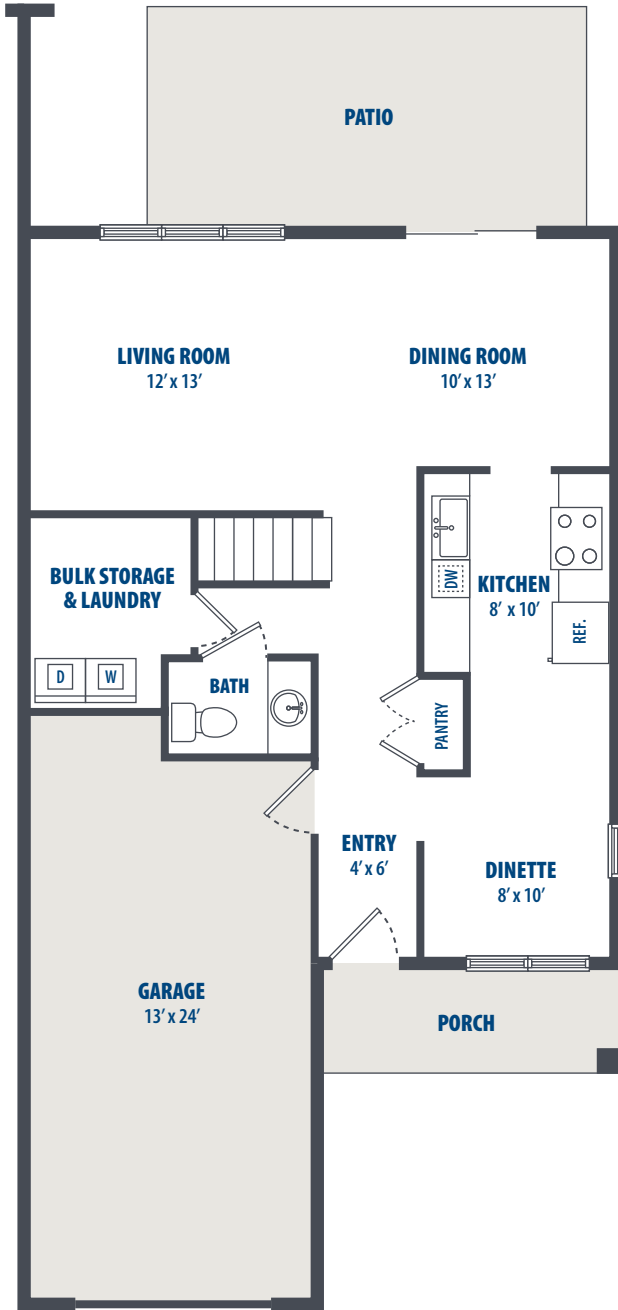 PATIO
LIVING ROOM
12' x 13'
DINING ROOM
10' x 13'
BULK STORAGE
& LAUNDRY
D
W
DW
KITCHEN
8' x 10'
REF.
BATH
PANTRY
ENTRY
4' x 6'
DINETTE
8' x 10'
GARAGE
13' x 24'
PORCH